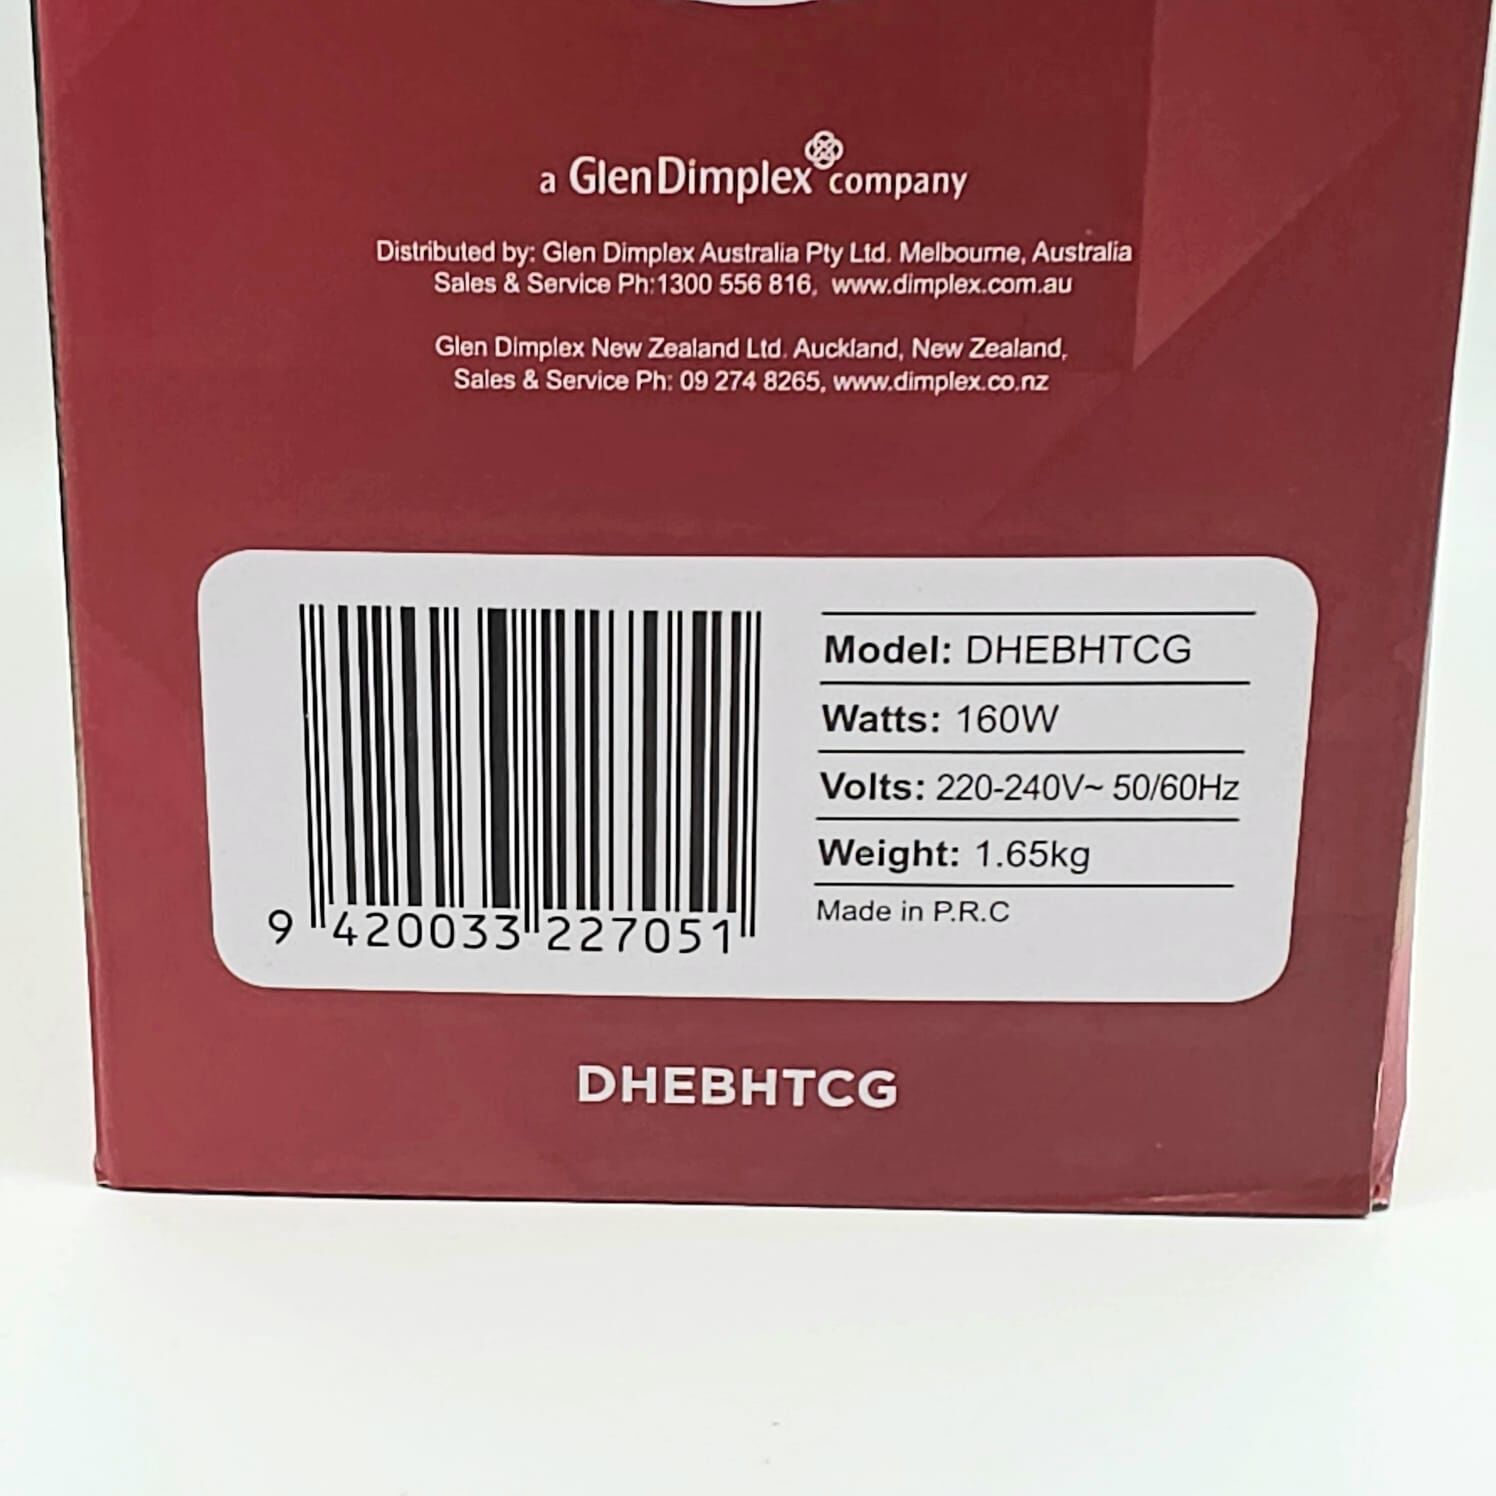 a GlenDimplex company
Distributed by: Glen Dimplex Australia Pty Ltd. Melbourne, Australia
Sales & Service Ph:1300 556 816, www.dimplex.com.au
Glen Dimplex New Zealand Ltd. Auckland, New Zealand,
Sales & Service Ph: 09 274 8265, www.dimplex.co.nz
9 420033 227051
Model: DHEBHTCG
Watts: 160W
Volts: 220-240V~ 50/60Hz
Weight: 1.65kg
Made in P.R.C
DHEBHTCG